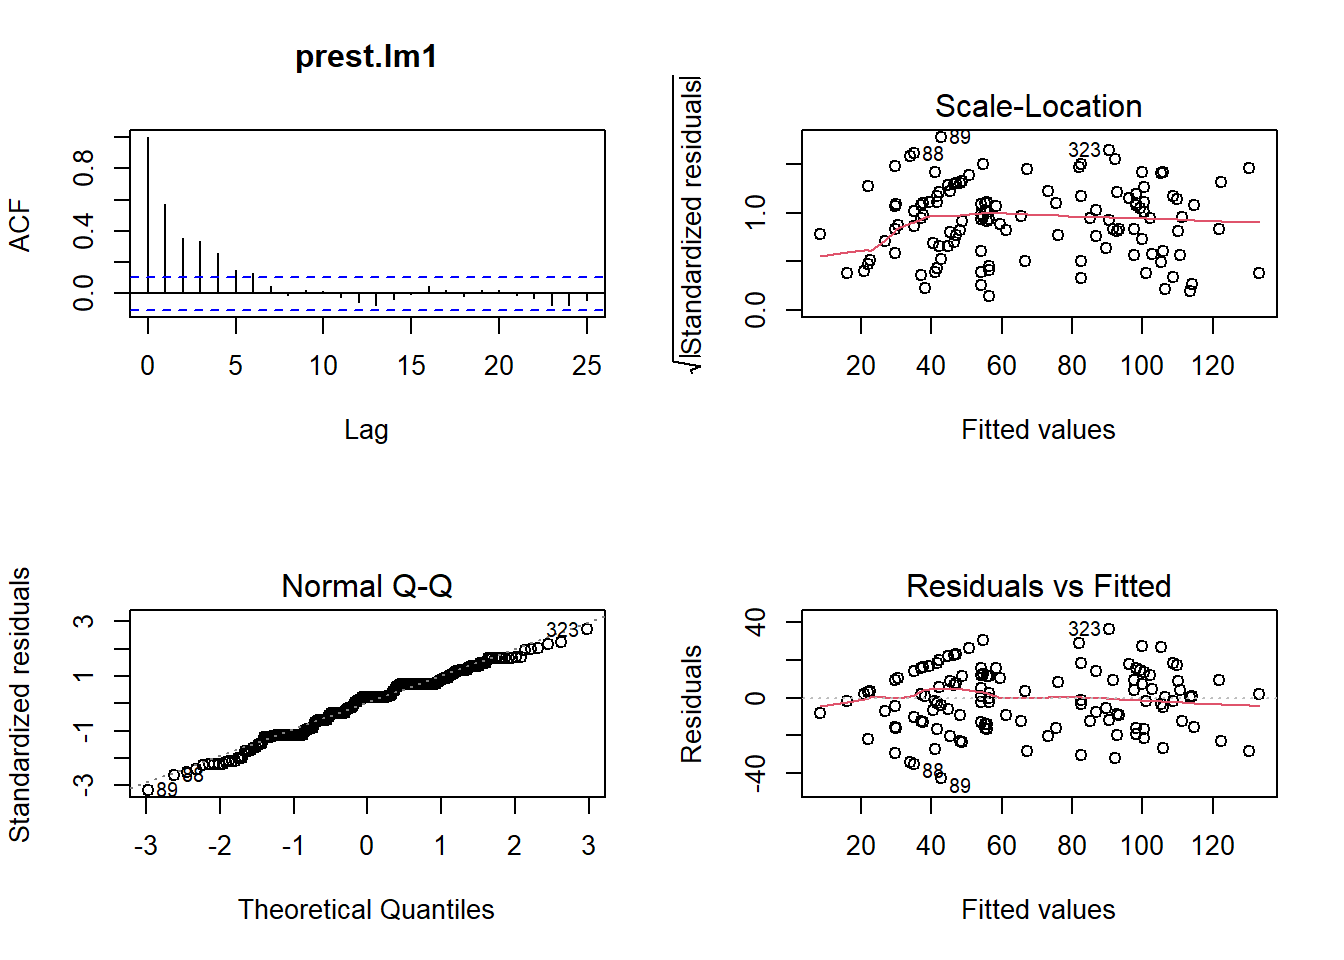 prest.lm1
ACF
0.0 0.4 0.8
0 5 10 15 20 25
Lag
Scale-Location
√|Standardized residuals|
0.0 1.0
89
88
323
20 40 60 80 100 120
Fitted values
Normal Q-Q
Standardized residuals
-3 -1 1 3
323
88
89
-3 -2 -1 0 1 2 3
Theoretical Quantiles
Residuals vs Fitted
Residuals
-40 0 40
323
88
89
20 40 60 80 100 120
Fitted values